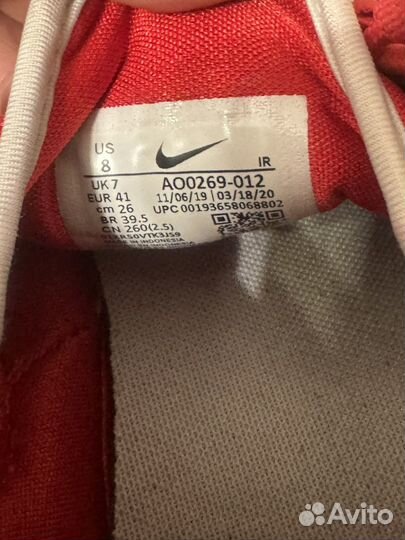 US
8
IR
UK 7
AO0269-012
EUR 41
11/06/19 03/18/20
cm 26
UPC 00193658068802
BR 39.5
CN 260(2.5)
MADE IN INDONESIA
Avito